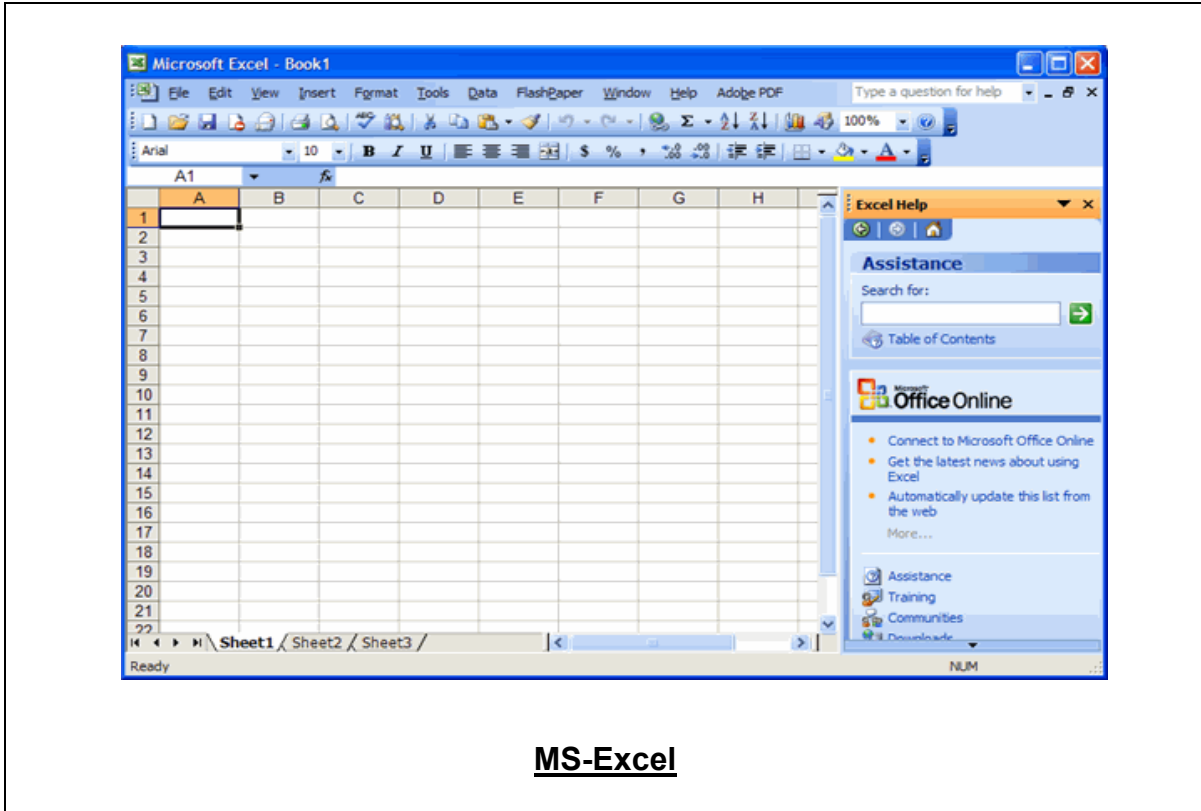 Microsoft Excel - Book1
File Edit View Insert Format Tools Data FlashPaper Window Help Adobe PDF Type a question for help
100%
Arial 10 B I U $ % ,
A1 fx
A B C D E F G H
Excel Help
1
2
3
4
5
6
7
8
9
10
11
12
13
14
15
16
17
18
19
20
21
22
Assistance
Search for:
Table of Contents
Microsoft
Office Online
Connect to Microsoft Office Online
Get the latest news about using
Excel
Automatically update this list from
the web
More...
Assistance
Training
Communities
Downloads
Sheet1 Sheet2 Sheet3
Ready NUM
MS-Excel